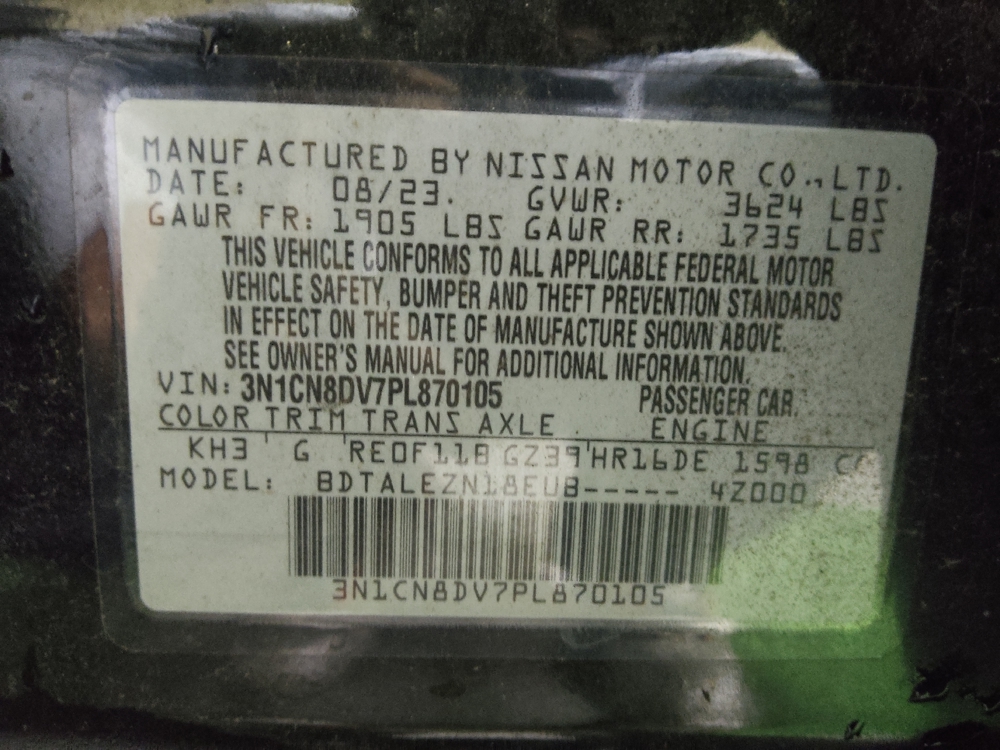 MANUFACTURED BY NISSAN MOTOR CO.,LTD.
DATE: 08/23. GVWR: 3624 LBS
GAWR FR: 1905 LBS GAWR RR: 1735 LBS
THIS VEHICLE CONFORMS TO ALL APPLICABLE FEDERAL MOTOR
VEHICLE SAFETY, BUMPER AND THEFT PREVENTION STANDARDS
IN EFFECT ON THE DATE OF MANUFACTURE SHOWN ABOVE.
SEE OWNER'S MANUAL FOR ADDITIONAL INFORMATION.
VIN: 3N1CN8DV7PL870105 PASSENGER CAR.
COLOR TRIM TRANS AXLE ENGINE
KH3 G RE0F11B GZ39 HR16DE 1598 CC
MODEL: BDTALEZN18EUB----- 4Z000
3N1CN8DV7PL870105